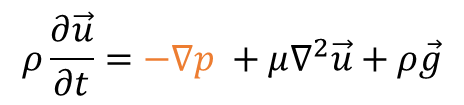 ρ ∂u⃗/∂t = −∇p + μ∇²u⃗ + ρg⃗